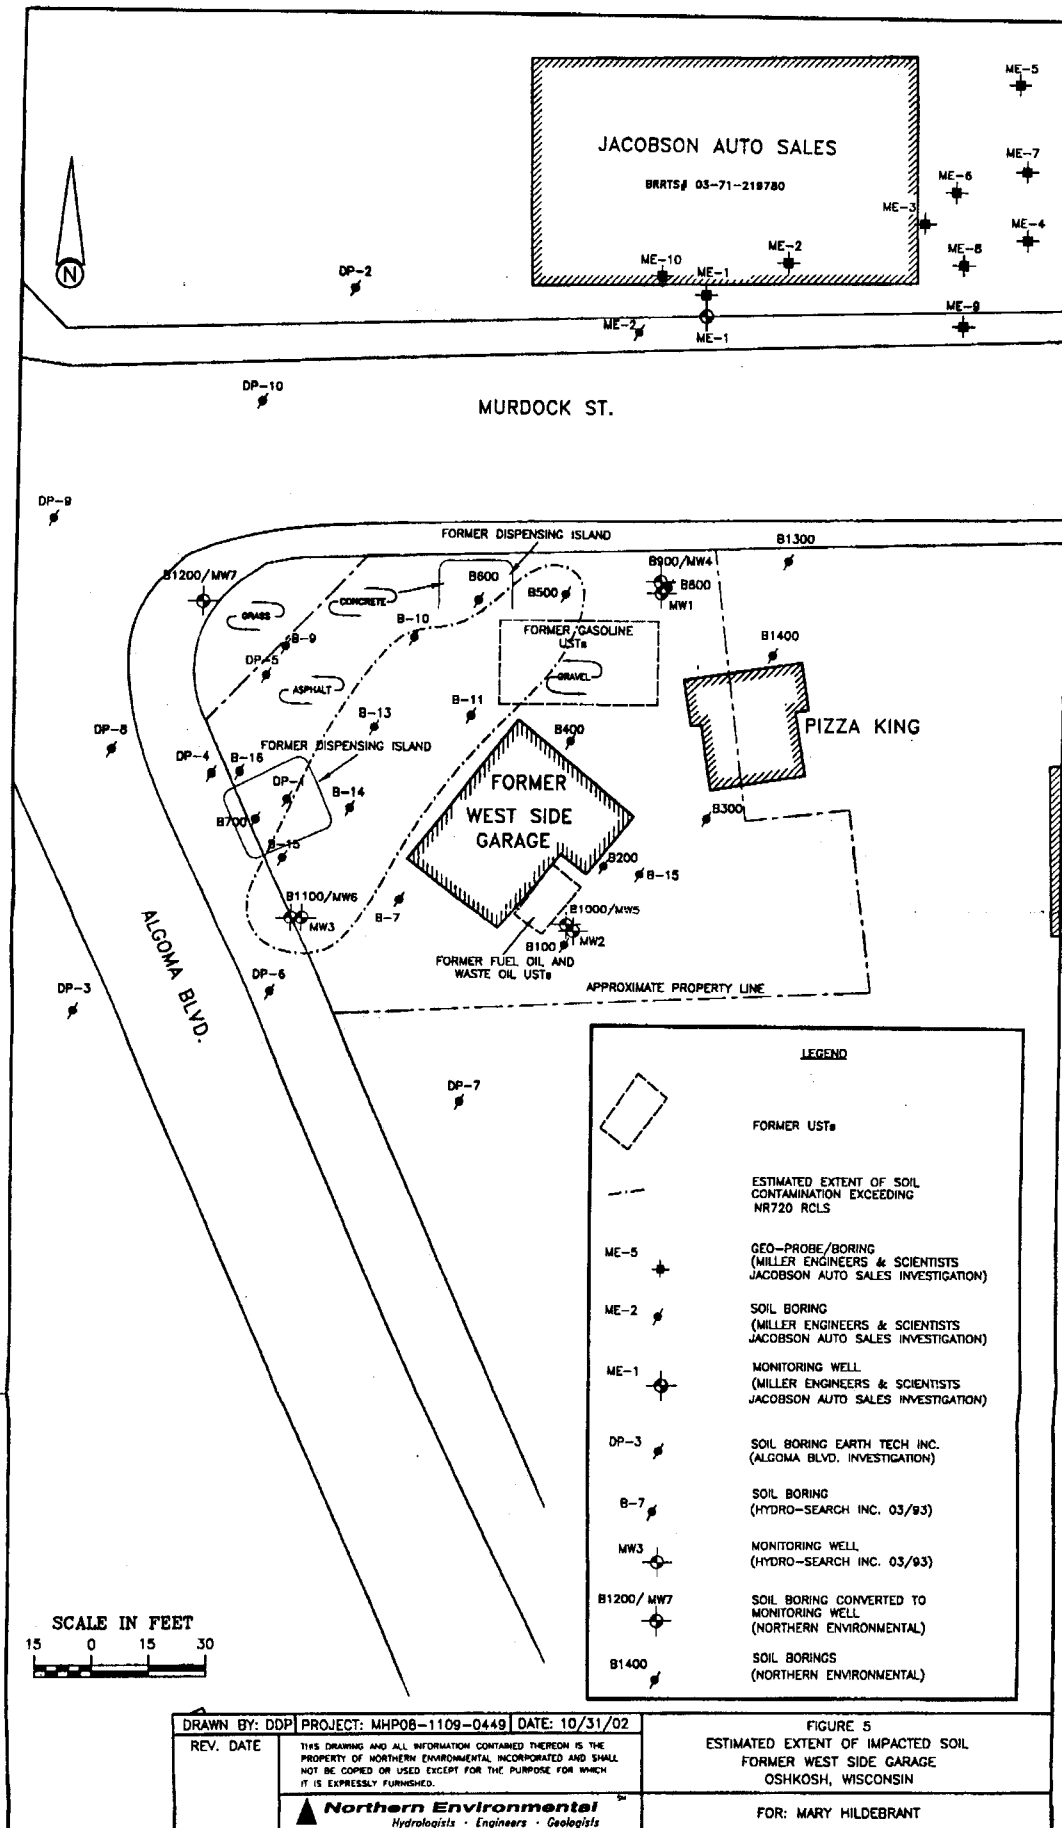 ME-5
JACOBSON AUTO SALES
BRRTS# 03-71-219780
ME-7
ME-6
ME-3
ME-4
ME-8
ME-2
ME-10
ME-1
DP-2
N
ME-9
ME-2
ME-1
DP-10
MURDOCK ST.
DP-9
FORMER DISPENSING ISLAND
B1300
B1200/MW7
B900/MW4
B600
B500
B800
MW1
CONCRETE
GRASS
B-10
FORMER GASOLINE
USTs
B-9
B1400
DP-5
GRAVEL
ASPHALT
B-11
B-13
PIZZA KING
DP-8
B400
FORMER DISPENSING ISLAND
DP-4
B-16
FORMER
WEST SIDE
GARAGE
DP-1
B-14
B700
B300
B-15
B200
B-15
B1100/MW6
MW3
B-7
B1000/MW5
MW2
B100
FORMER FUEL OIL AND
WASTE OIL USTs
ALGOMA BLVD.
DP-6
DP-3
APPROXIMATE PROPERTY LINE
DP-7
LEGEND
FORMER USTs
ESTIMATED EXTENT OF SOIL
CONTAMINATION EXCEEDING
NR720 RCLS
ME-5
GEO-PROBE/BORING
(MILLER ENGINEERS & SCIENTISTS
JACOBSON AUTO SALES INVESTIGATION)
ME-2
SOIL BORING
(MILLER ENGINEERS & SCIENTISTS
JACOBSON AUTO SALES INVESTIGATION)
ME-1
MONITORING WELL
(MILLER ENGINEERS & SCIENTISTS
JACOBSON AUTO SALES INVESTIGATION)
DP-3
SOIL BORING EARTH TECH INC.
(ALGOMA BLVD. INVESTIGATION)
B-7
SOIL BORING
(HYDRO-SEARCH INC. 03/93)
MW3
MONITORING WELL
(HYDRO-SEARCH INC. 03/93)
B1200/MW7
SOIL BORING CONVERTED TO
MONITORING WELL
(NORTHERN ENVIRONMENTAL)
B1400
SOIL BORINGS
(NORTHERN ENVIRONMENTAL)
SCALE IN FEET
15 0 15 30
DRAWN BY: DDP PROJECT: MHP08-1109-0449 DATE: 10/31/02
REV. DATE
THIS DRAWING AND ALL INFORMATION CONTAINED THEREON IS THE
PROPERTY OF NORTHERN ENVIRONMENTAL INCORPORATED AND SHALL
NOT BE COPIED OR USED EXCEPT FOR THE PURPOSE FOR WHICH
IT IS EXPRESSLY FURNISHED.
Northern Environmental
Hydrologists · Engineers · Geologists
FIGURE 5
ESTIMATED EXTENT OF IMPACTED SOIL
FORMER WEST SIDE GARAGE
OSHKOSH, WISCONSIN
FOR: MARY HILDEBRANT